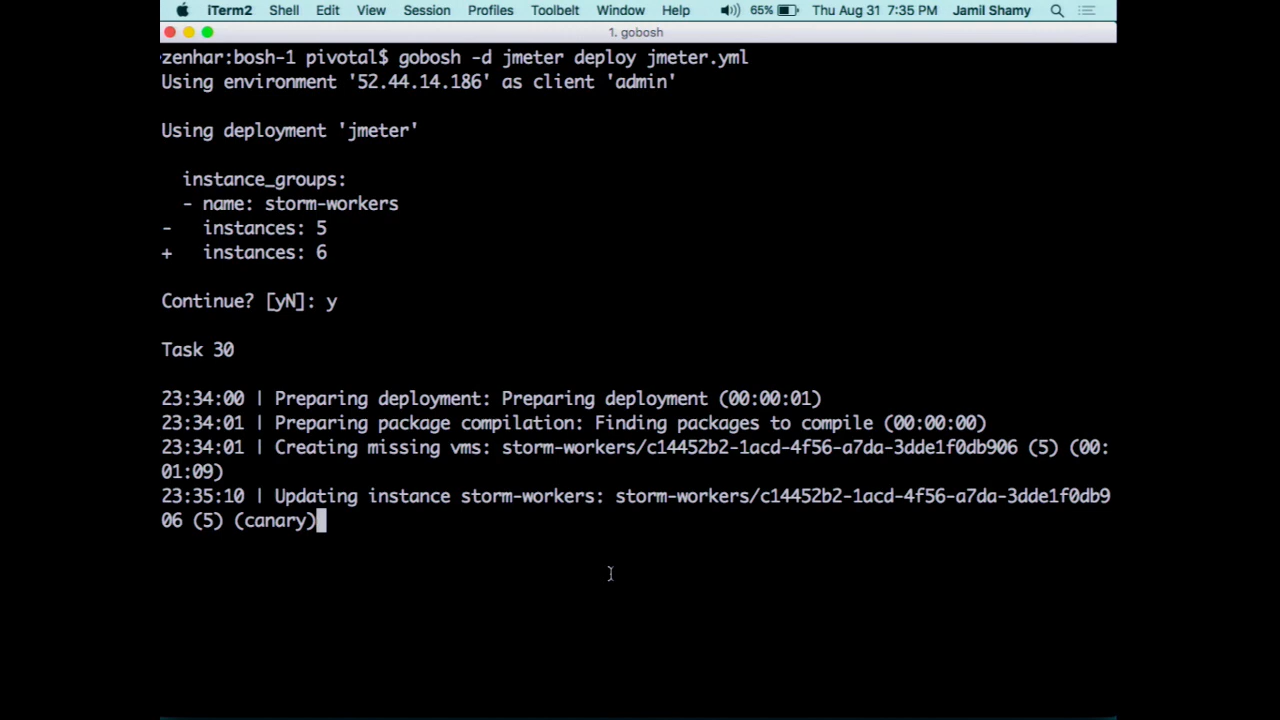 iTerm2 Shell Edit View Session Profiles Toolbelt Window Help 65% Thu Aug 31 7:35 PM Jamil Shamy
1. gobosh
zenhar:bosh-1 pivotal$ gobosh -d jmeter deploy jmeter.yml
Using environment '52.44.14.186' as client 'admin'
Using deployment 'jmeter'
instance_groups:
- name: storm-workers
-   instances: 5
+   instances: 6
Continue? [yN]: y
Task 30
23:34:00 | Preparing deployment: Preparing deployment (00:00:01)
23:34:01 | Preparing package compilation: Finding packages to compile (00:00:00)
23:34:01 | Creating missing vms: storm-workers/c14452b2-1acd-4f56-a7da-3dde1f0db906 (5) (00:
01:09)
23:35:10 | Updating instance storm-workers: storm-workers/c14452b2-1acd-4f56-a7da-3dde1f0db9
06 (5) (canary)